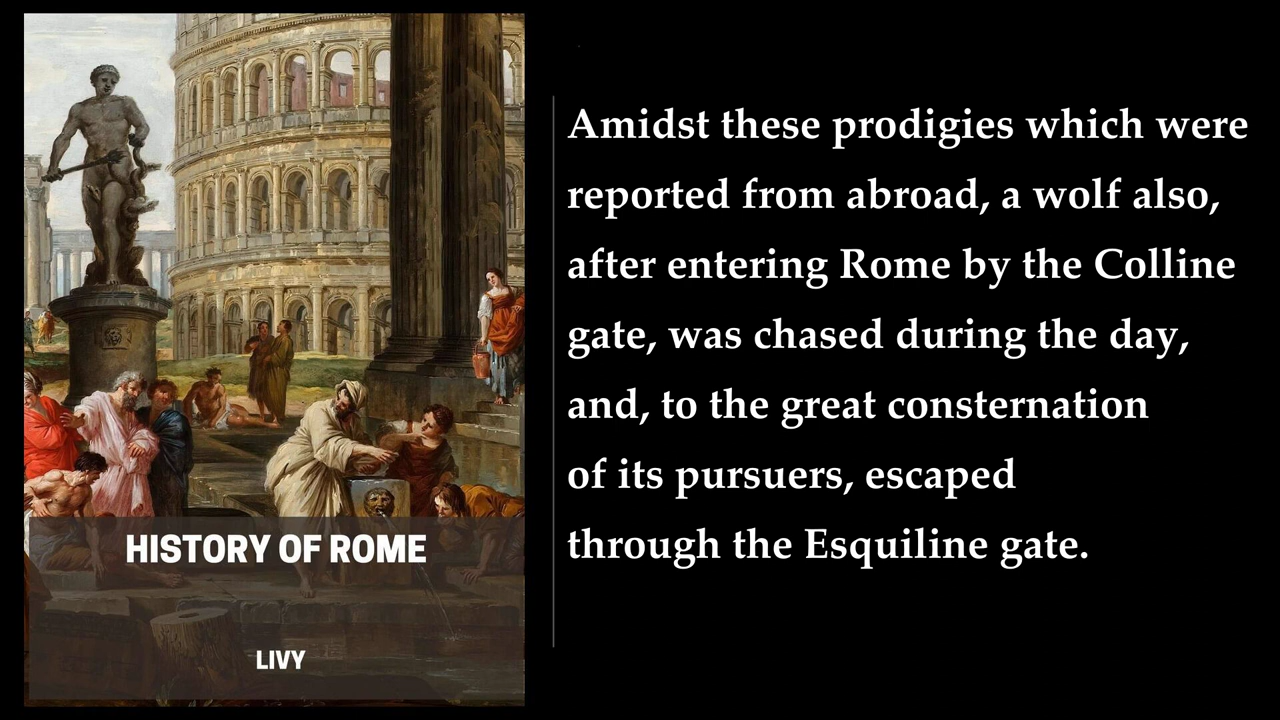 HISTORY OF ROME
LIVY
Amidst these prodigies which were
reported from abroad, a wolf also,
after entering Rome by the Colline
gate, was chased during the day,
and, to the great consternation
of its pursuers, escaped
through the Esquiline gate.